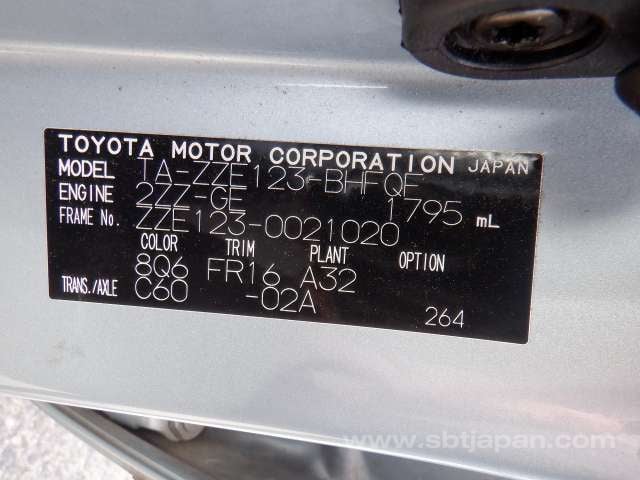 TOYOTA MOTOR CORPORATION JAPAN
MODEL TA-ZZE123-BHFQF
ENGINE 2ZZ-GE 1795 mL
FRAME No. ZZE123-0021020
COLOR TRIM PLANT OPTION
8Q6 FR16 A32
TRANS./AXLE C60 -02A
264
www.sbtjapan.com